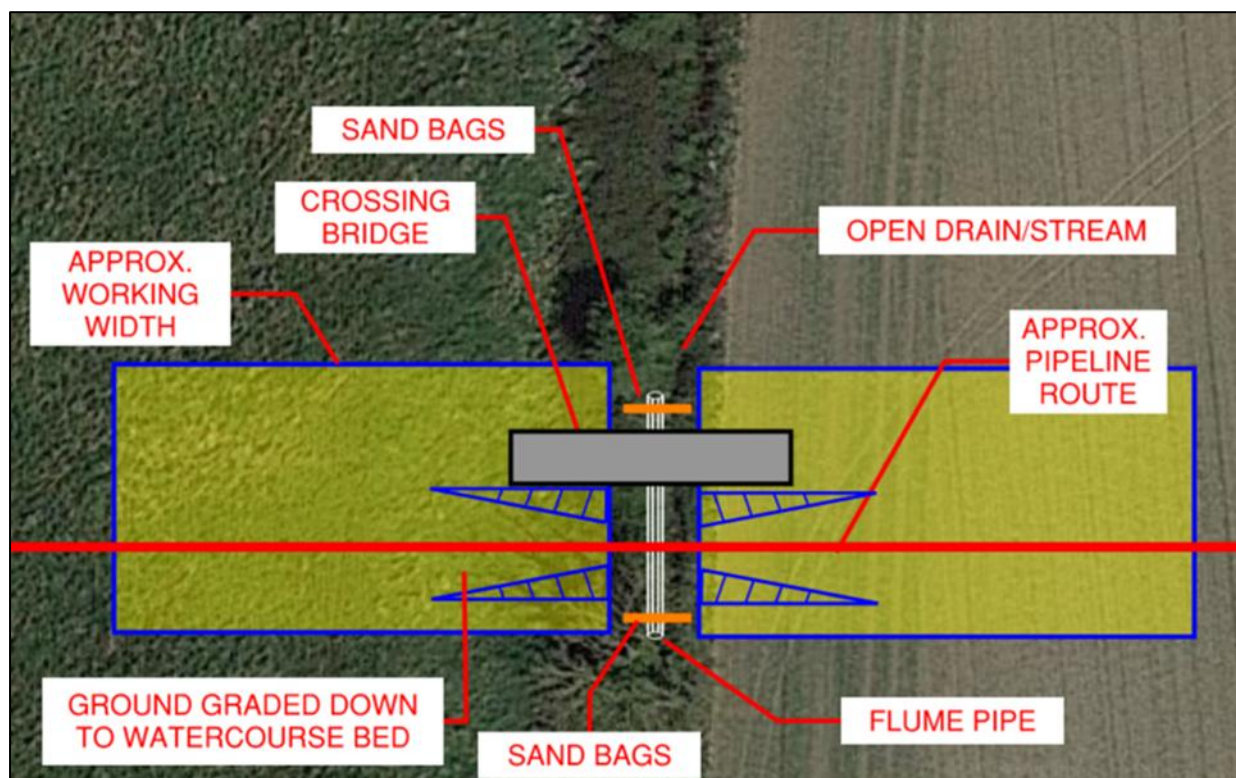 SAND BAGS
CROSSING
BRIDGE
OPEN DRAIN/STREAM
APPROX.
WORKING
WIDTH
APPROX.
PIPELINE
ROUTE
GROUND GRADED DOWN
TO WATERCOURSE BED
SAND BAGS
FLUME PIPE